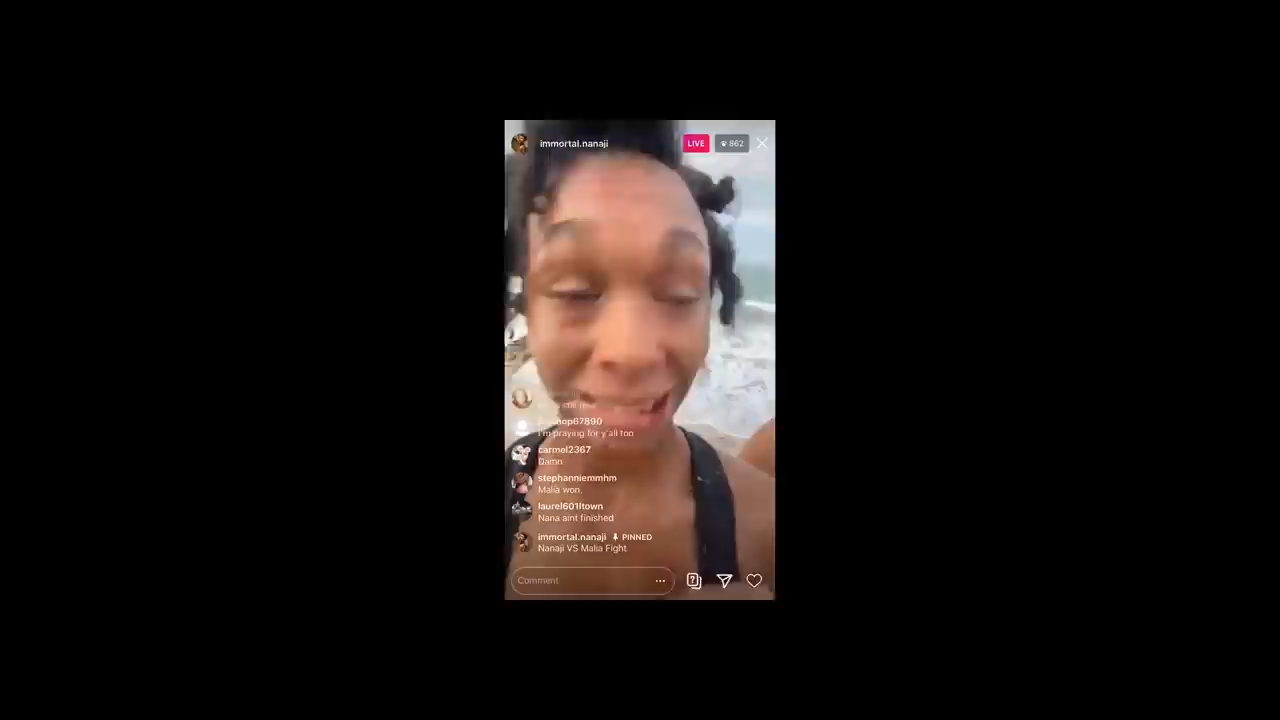 immortal.nanaji
LIVE
862
I'm praying for y'all too
carmel2367
Damn
stephanniemmhm
Malia won.
laurel601ltown
Nana aint finished
immortal.nanaji PINNED
Nanaji VS Malia Fight
Comment